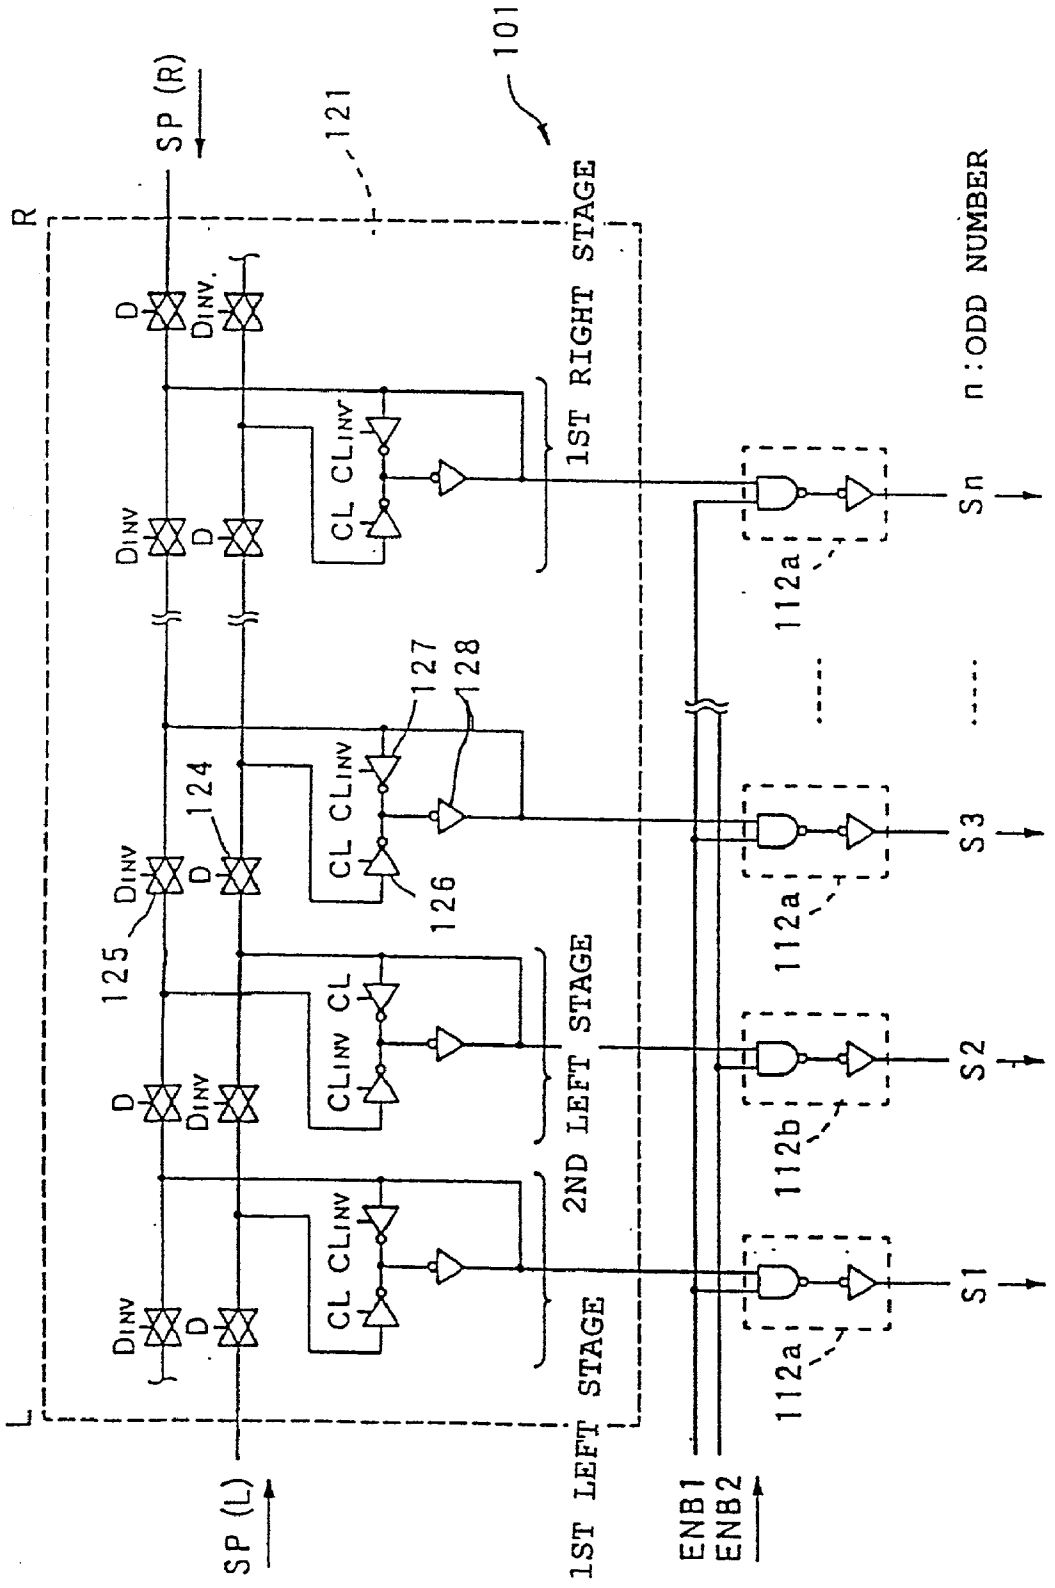 L
R
SP (R)
121
101
DINV
D
DINV
DINV
D
D
DINV
D
D
DINV.
125
124
CL CLINV
CLINV CL
CL CLINV
CL CLINV
126
127
128
SP (L)
1ST LEFT STAGE
2ND LEFT STAGE
1ST RIGHT STAGE
ENB1
ENB2
112a
112b
112a
112a
S1
S2
S3
Sn
n:ODD NUMBER